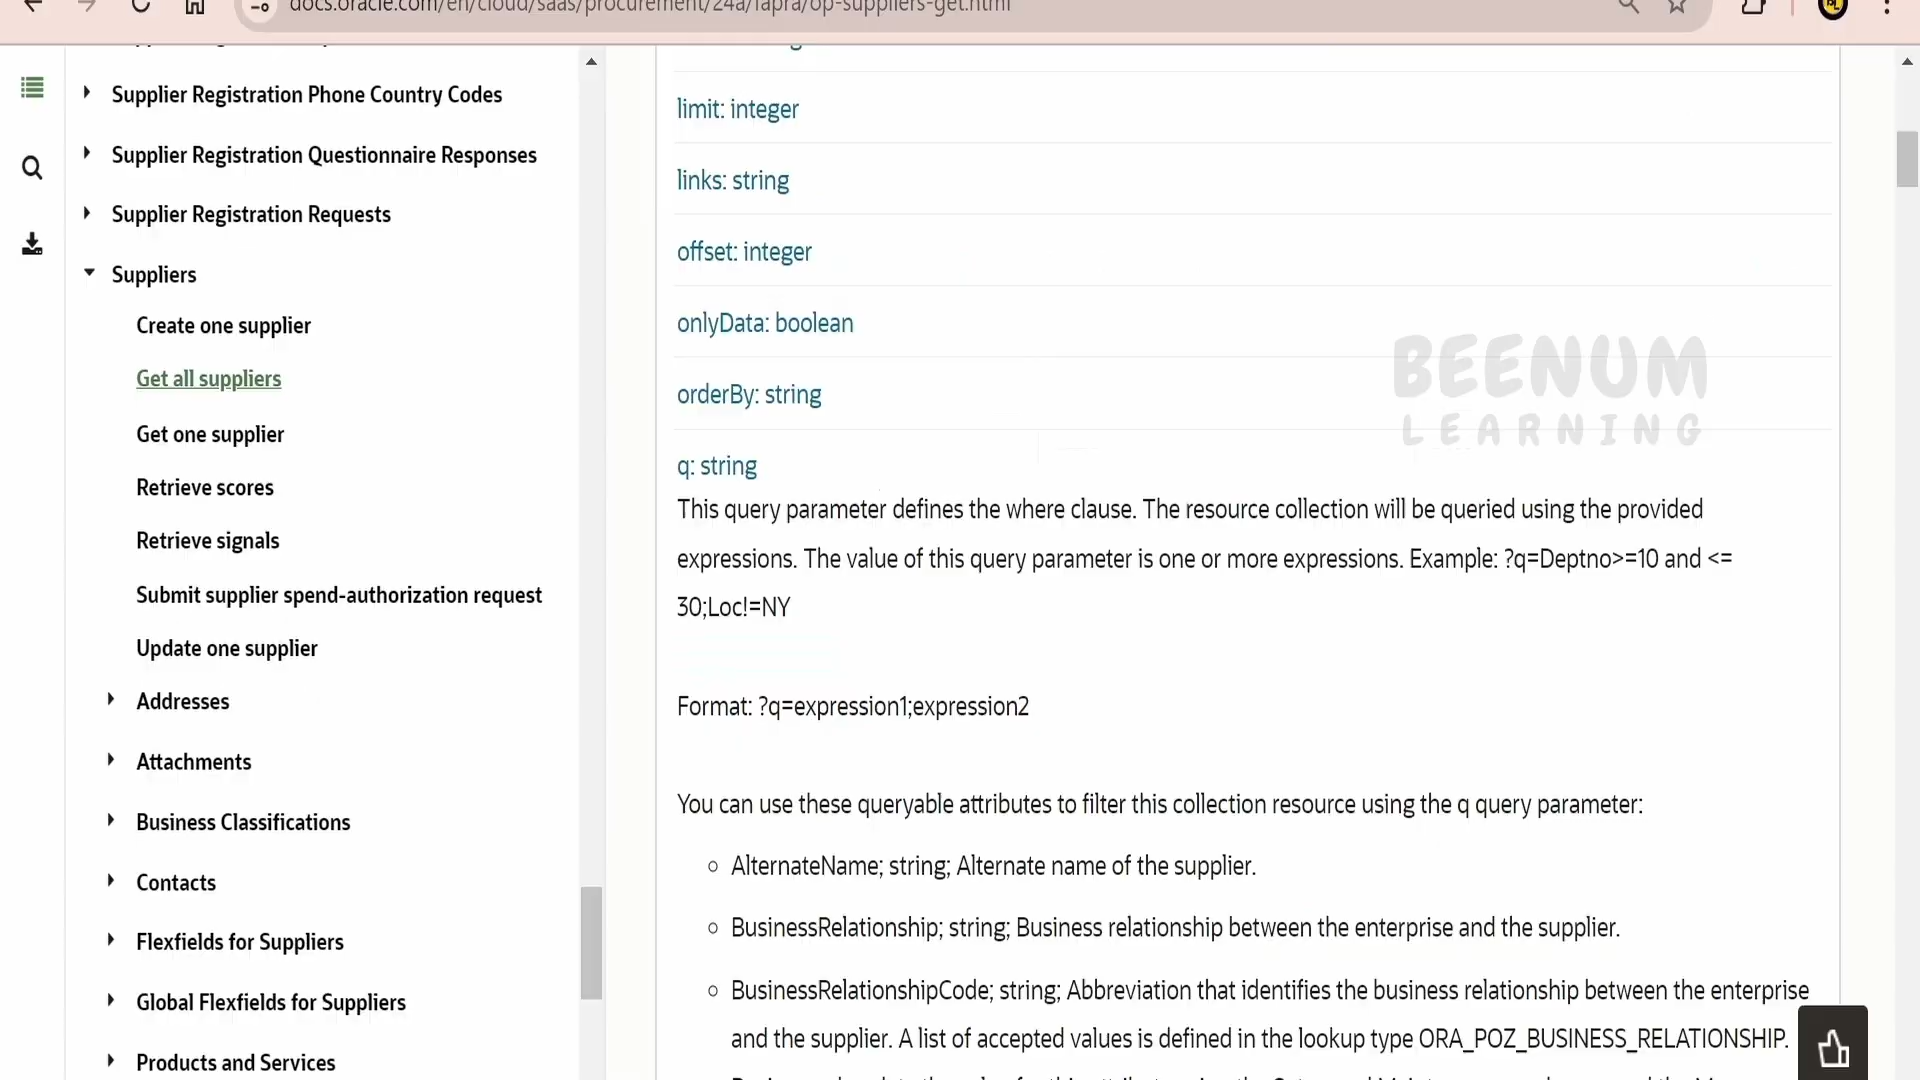 docs.oracle.com/en/cloud/saas/procurement/24a/fapra/op-suppliers-get.html
Supplier Registration Phone Country Codes
Supplier Registration Questionnaire Responses
Supplier Registration Requests
Suppliers
Create one supplier
Get all suppliers
Get one supplier
Retrieve scores
Retrieve signals
Submit supplier spend-authorization request
Update one supplier
Addresses
Attachments
Business Classifications
Contacts
Flexfields for Suppliers
Global Flexfields for Suppliers
Products and Services
limit: integer
links: string
offset: integer
onlyData: boolean
orderBy: string
q: string
This query parameter defines the where clause. The resource collection will be queried using the provided
expressions. The value of this query parameter is one or more expressions. Example: ?q=Deptno>=10 and <=
30;Loc!=NY
Format: ?q=expression1;expression2
You can use these queryable attributes to filter this collection resource using the q query parameter:
AlternateName; string; Alternate name of the supplier.
BusinessRelationship; string; Business relationship between the enterprise and the supplier.
BusinessRelationshipCode; string; Abbreviation that identifies the business relationship between the enterprise
and the supplier. A list of accepted values is defined in the lookup type ORA_POZ_BUSINESS_RELATIONSHIP.
BEENUM
LEARNING